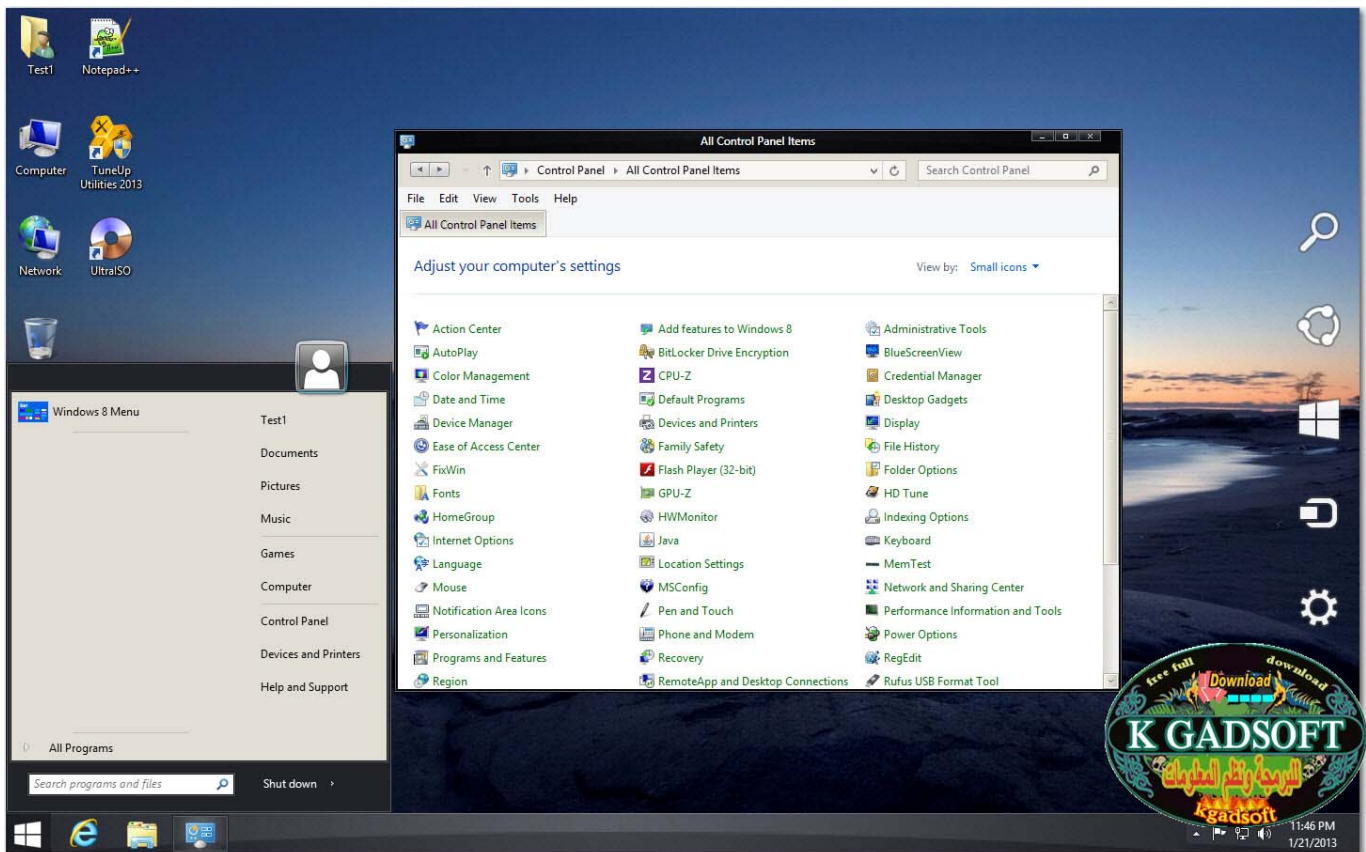 Test1
Notepad++
Computer
TuneUp
Utilities 2013
Network
UltraISO
All Control Panel Items
Control Panel All Control Panel Items
Search Control Panel
File Edit View Tools Help
All Control Panel Items
Adjust your computer's settings
View by: Small icons
Action Center
Add features to Windows 8
Administrative Tools
AutoPlay
BitLocker Drive Encryption
BlueScreenView
Color Management
CPU-Z
Credential Manager
Date and Time
Default Programs
Desktop Gadgets
Device Manager
Devices and Printers
Display
Ease of Access Center
Family Safety
File History
FixWin
Flash Player (32-bit)
Folder Options
Fonts
GPU-Z
HD Tune
HomeGroup
HWMonitor
Indexing Options
Internet Options
Java
Keyboard
Language
Location Settings
MemTest
Mouse
MSConfig
Network and Sharing Center
Notification Area Icons
Pen and Touch
Performance Information and Tools
Personalization
Phone and Modem
Power Options
Programs and Features
Recovery
RegEdit
Region
RemoteApp and Desktop Connections
Rufus USB Format Tool
Windows 8 Menu
Test1
Documents
Pictures
Music
Games
Computer
Control Panel
Devices and Printers
Help and Support
All Programs
Search programs and files
Shut down
free full download
Download
K GADSOFT
للبرمجة ونظم المعلومات
Kgadsoft
11:46 PM
1/21/2013